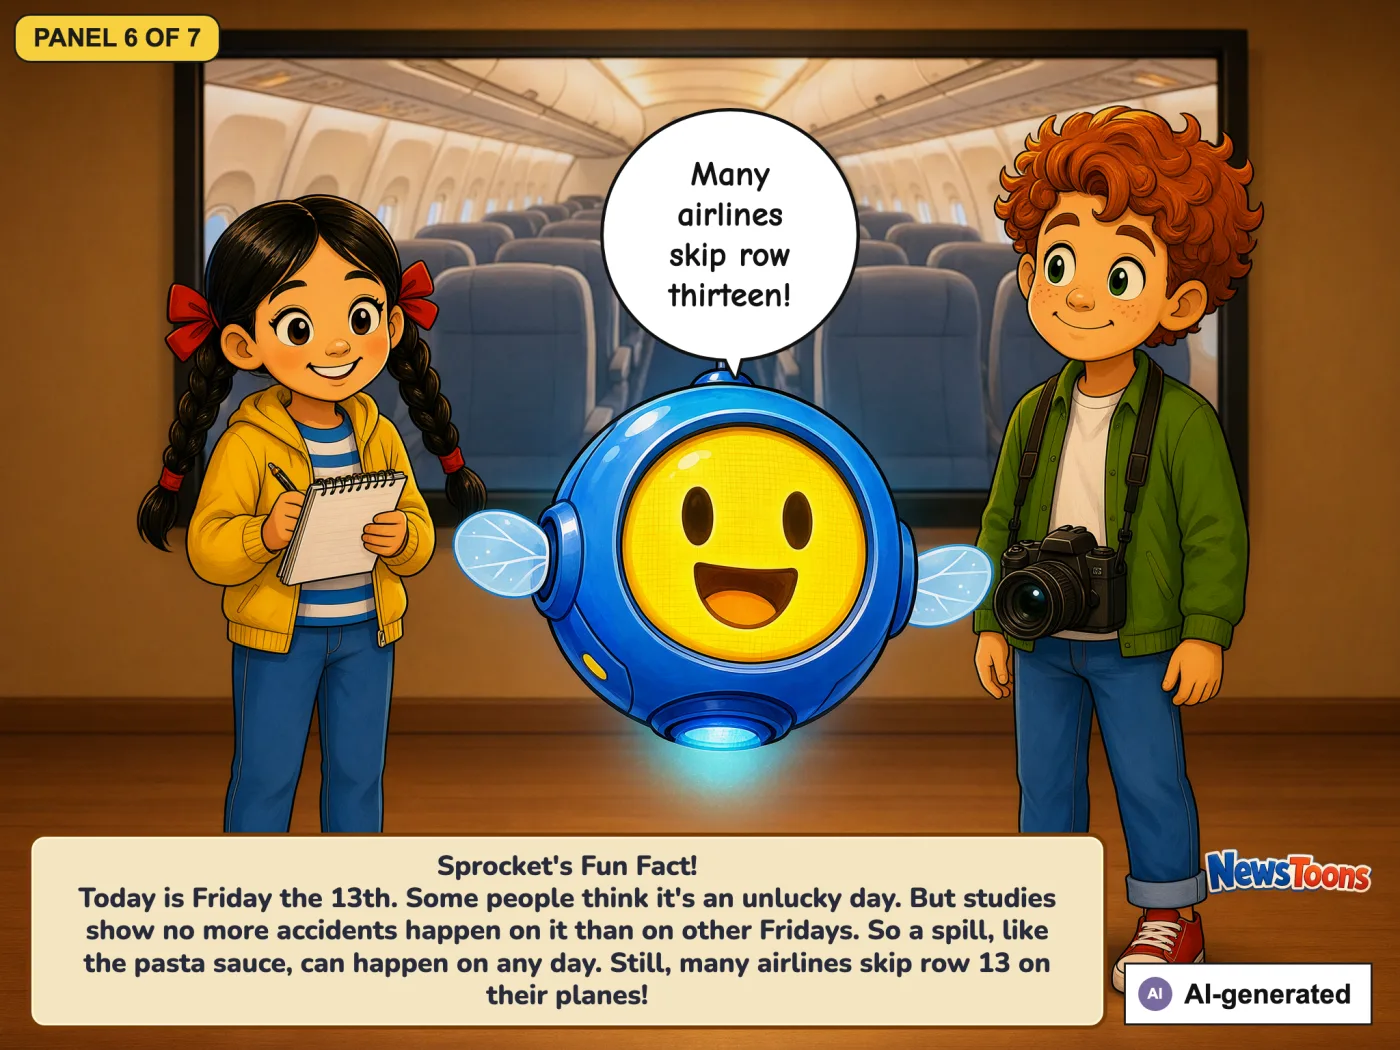 PANEL 6 OF 7
Many
airlines
skip row
thirteen!
Sprocket's Fun Fact!
Today is Friday the 13th. Some people think it's an unlucky day. But studies
show no more accidents happen on it than on other Fridays. So a spill, like
the pasta sauce, can happen on any day. Still, many airlines skip row 13 on
their planes!
NEWSTOONS
AI AI-generated